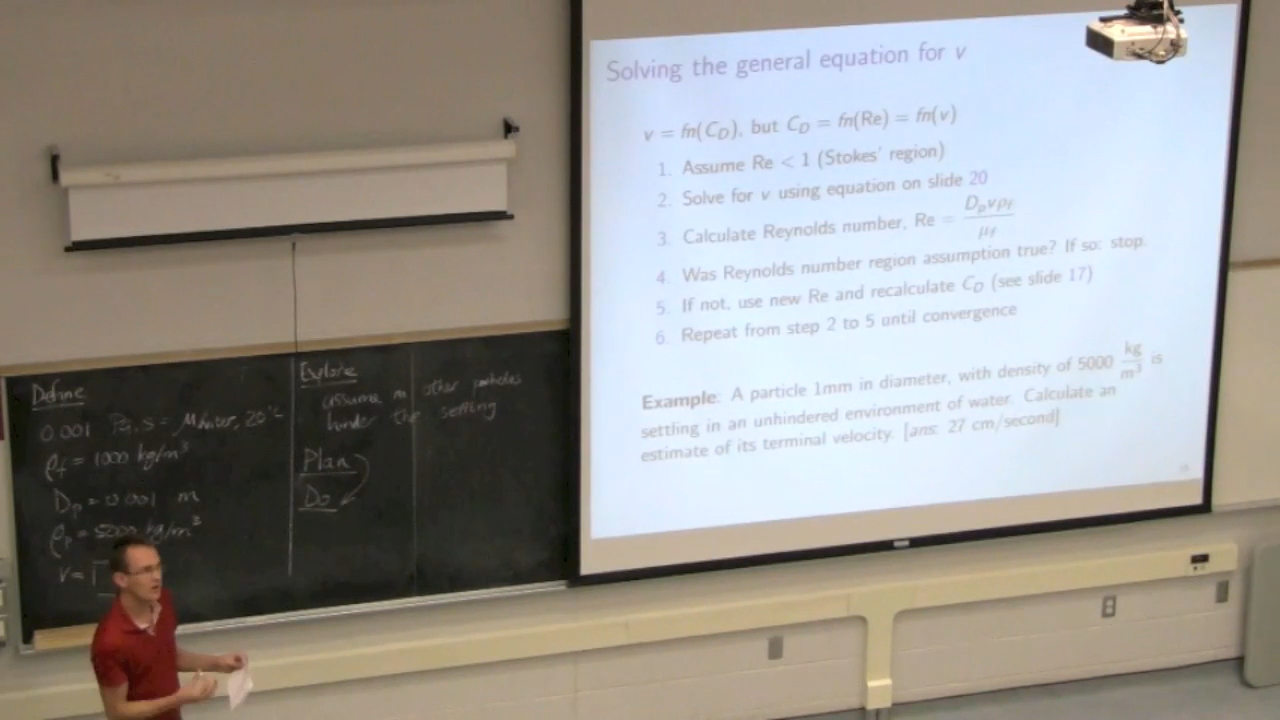 Solving the general equation for v
v = fn(C_D), but C_D = fn(Re) = fn(v)
1. Assume Re < 1 (Stokes' region)
2. Solve for v using equation on slide 20
3. Calculate Reynolds number, Re = D_p v ρ_f / μ_f
4. Was Reynolds number region assumption true? If so: stop.
5. If not, use new Re and recalculate C_D (see slide 17)
6. Repeat from step 2 to 5 until convergence
Example: A particle 1mm in diameter, with density of 5000 kg/m³ is
settling in an unhindered environment of water. Calculate an
estimate of its terminal velocity. [ans: 27 cm/second]
Define
0.001 Pa.s = μwater, 20°C
ρ_f = 1000 kg/m³
D_p = 0.001 m
ρ_p = 5000 kg/m³
v =
Explore
assume no other particles
hinder the settling
Plan
Do